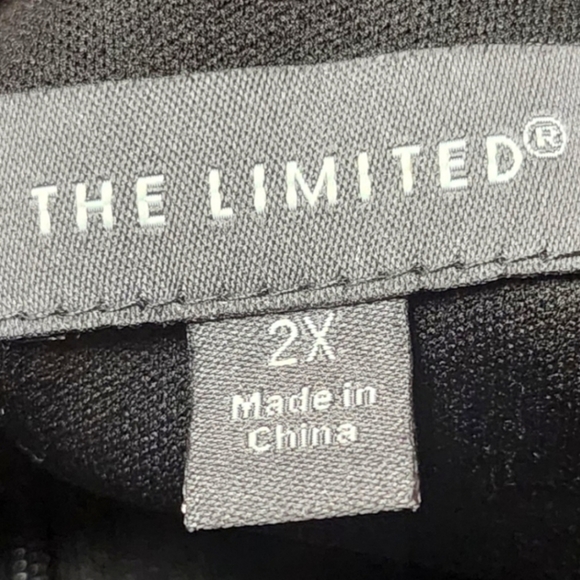 THE LIMITED®
2X
Made in
China